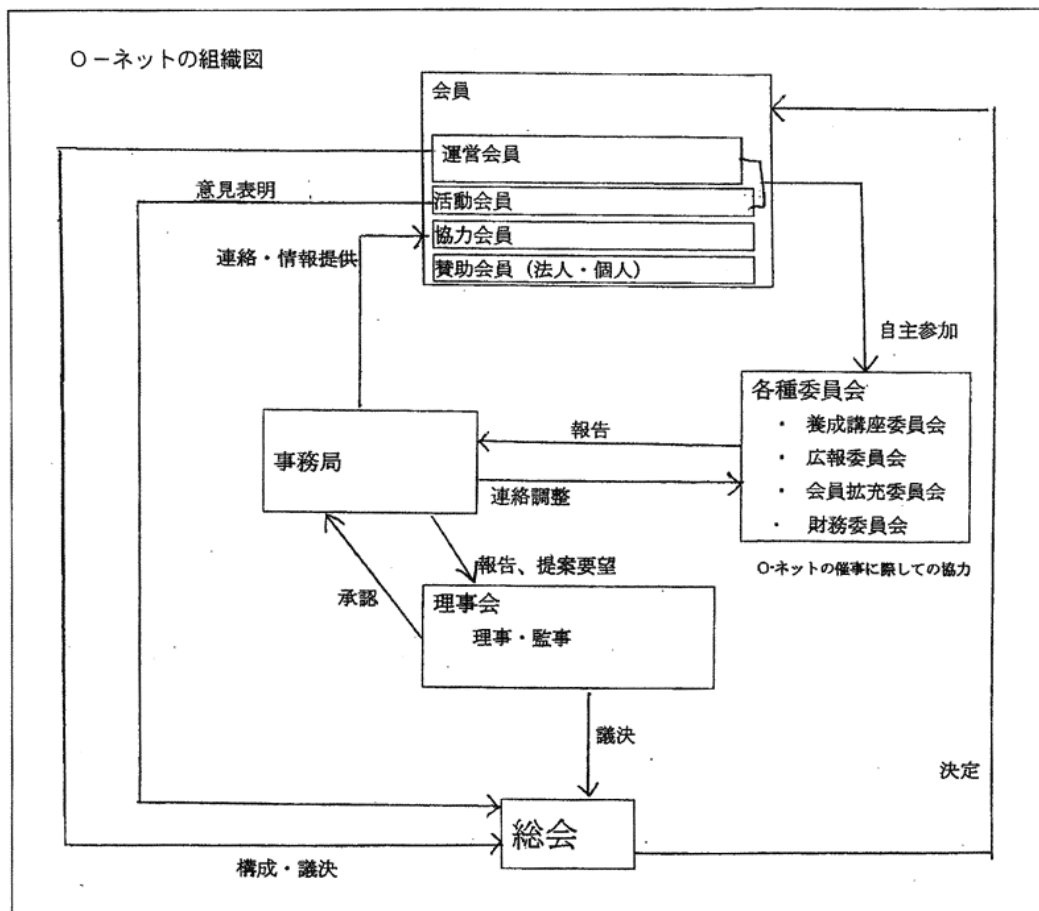 O－ネットの組織図
会員
運営会員
意見表明
活動会員
協力会員
連絡・情報提供
賛助会員（法人・個人）
自主参加
各種委員会
・ 養成講座委員会
・ 広報委員会
・ 会員拡充委員会
・ 財務委員会
報告
事務局
連絡調整
O-ネットの催事に際しての協力
報告、提案要望
承認
理事会
理事・監事
議決
決定
総会
構成・議決